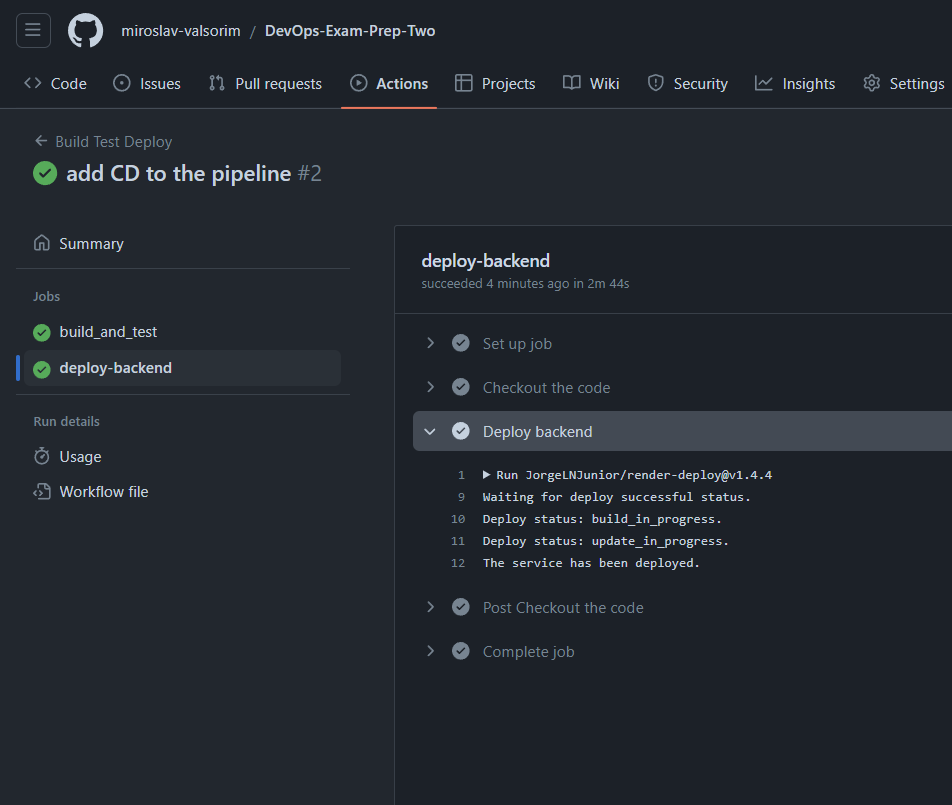 miroslav-valsorim / DevOps-Exam-Prep-Two
Code Issues Pull requests Actions Projects Wiki Security Insights Settings
Build Test Deploy
add CD to the pipeline #2
Summary
Jobs
build_and_test
deploy-backend
Run details
Usage
Workflow file
deploy-backend
succeeded 4 minutes ago in 2m 44s
Set up job
Checkout the code
Deploy backend
1 Run JorgeLNJunior/render-deploy@v1.4.4
9 Waiting for deploy successful status.
10 Deploy status: build_in_progress.
11 Deploy status: update_in_progress.
12 The service has been deployed.
Post Checkout the code
Complete job